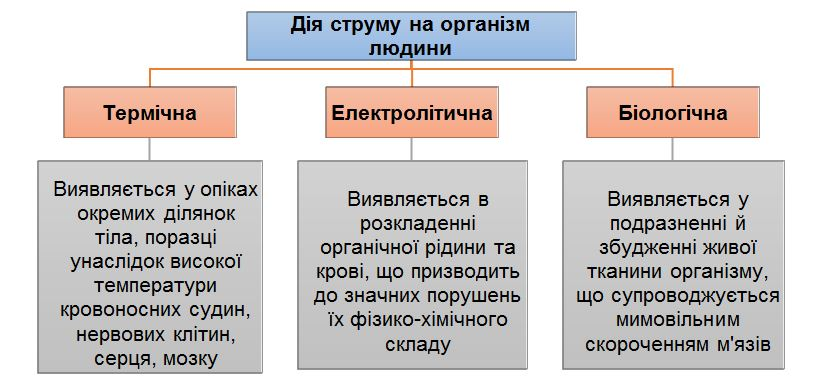 Дія струму на організм
людини
Термічна
Електролітична
Біологічна
Виявляється у опіках
окремих ділянок
тіла, поразці
унаслідок високої
температури
кровоносних судин,
нервових клітин,
серця, мозку
Виявляється в
розкладенні
органічної рідини та
крові, що призводить
до значних порушень
їх фізико-хімічного
складу
Виявляється у
подразненні й
збудженні живої
тканини організму,
що супроводжується
мимовільним
скороченням м'язів